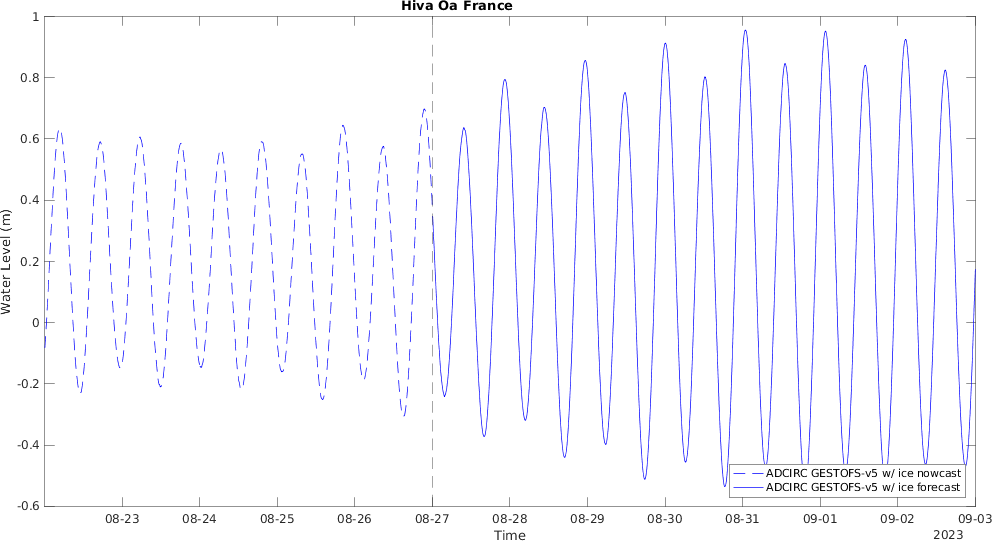 Hiva Oa France
1
0.8
0.6
0.4
0.2
0
-0.2
-0.4
-0.6
Water Level (m)
ADCIRC GESTOFS-v5 w/ ice nowcast
ADCIRC GESTOFS-v5 w/ ice forecast
08-23 08-24 08-25 08-26 08-27 08-28 08-29 08-30 08-31 09-01 09-02 09-03
Time
2023